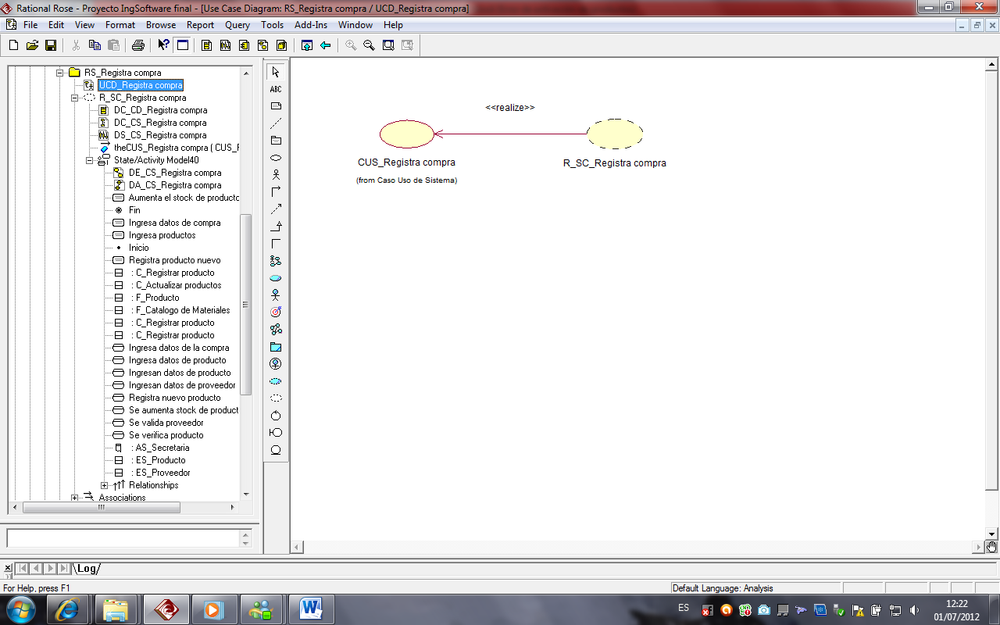 Rational Rose - Proyecto IngSoftware final - [Use Case Diagram: RS_Registra compra / UCD_Registra compra]
File Edit View Format Browse Report Query Tools Add-Ins Window Help
RS_Registra compra
UCD_Registra compra
R_SC_Registra compra
DC_CD_Registra compra
DC_CS_Registra compra
DS_CS_Registra compra
theCUS_Registra compra ( CUS_F
State/Activity Model40
DE_CS_Registra compra
DA_CS_Registra compra
Aumenta el stock de producto
Fin
Ingresa datos de compra
Ingresa productos
Inicio
Registra producto nuevo
: C_Registrar producto
: C_Actualizar productos
: F_Producto
: F_Catalogo de Materiales
: C_Registrar producto
: C_Registrar producto
Ingresa datos de la compra
Ingresa datos de producto
Ingresan datos de producto
Ingresan datos de proveedor
Registra nuevo producto
Se aumenta stock de product
Se valida proveedor
Se verifica producto
: AS_Secretaria
: ES_Producto
: ES_Proveedor
Relationships
Associations
ABC
<<realize>>
CUS_Registra compra
(from Caso Uso de Sistema)
R_SC_Registra compra
Log
For Help, press F1
Default Language: Analysis
ES
12:22
01/07/2012